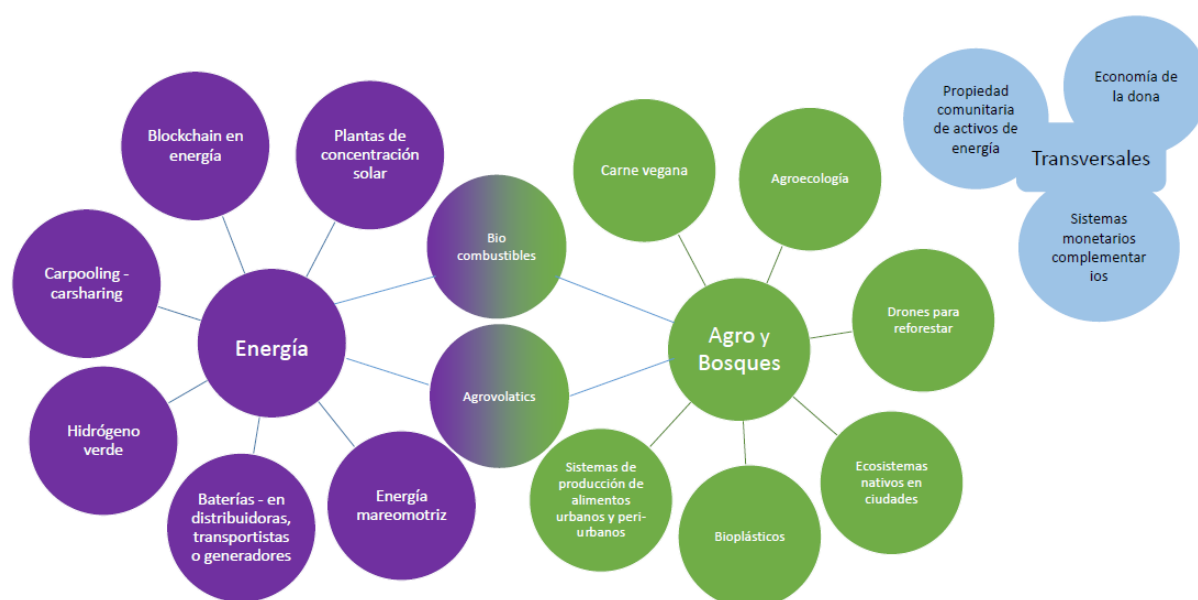 Blockchain en
energía
Plantas de
concentración
solar
Carpooling -
carsharing
Energía
Hidrógeno
verde
Baterías - en
distribuidoras,
transportistas
o generadores
Energía
mareomotriz
Bio
combustibles
Agrovolatics
Carne vegana
Agroecología
Agro y
Bosques
Drones para
reforestar
Ecosistemas
nativos en
ciudades
Bioplásticos
Sistemas de
producción de
alimentos
urbanos y peri-
urbanos
Propiedad
comunitaria
de activos de
energía
Economía de
la dona
Transversales
Sistemas
monetarios
complementar
ios